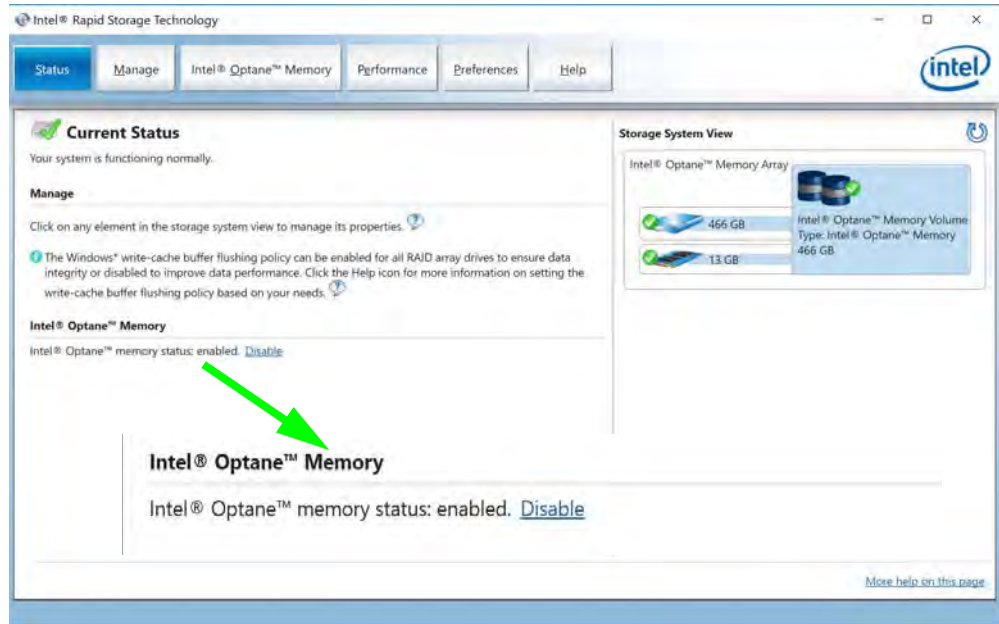 Intel® Rapid Storage Technology
Status
Manage
Intel® Optane™ Memory
Performance
Preferences
Help
intel
Current Status
Your system is functioning normally.
Manage
Click on any element in the storage system view to manage its properties.
The Windows* write-cache buffer flushing policy can be enabled for all RAID array drives to ensure data
integrity or disabled to improve data performance. Click the Help icon for more information on setting the
write-cache buffer flushing policy based on your needs.
Intel® Optane™ Memory
Intel® Optane™ memory status: enabled. Disable
Intel® Optane™ Memory
Intel® Optane™ memory status: enabled. Disable
Storage System View
Intel® Optane™ Memory Array
466 GB
13 GB
Intel® Optane™ Memory Volume
Type: Intel® Optane™ Memory
466 GB
More help on this page